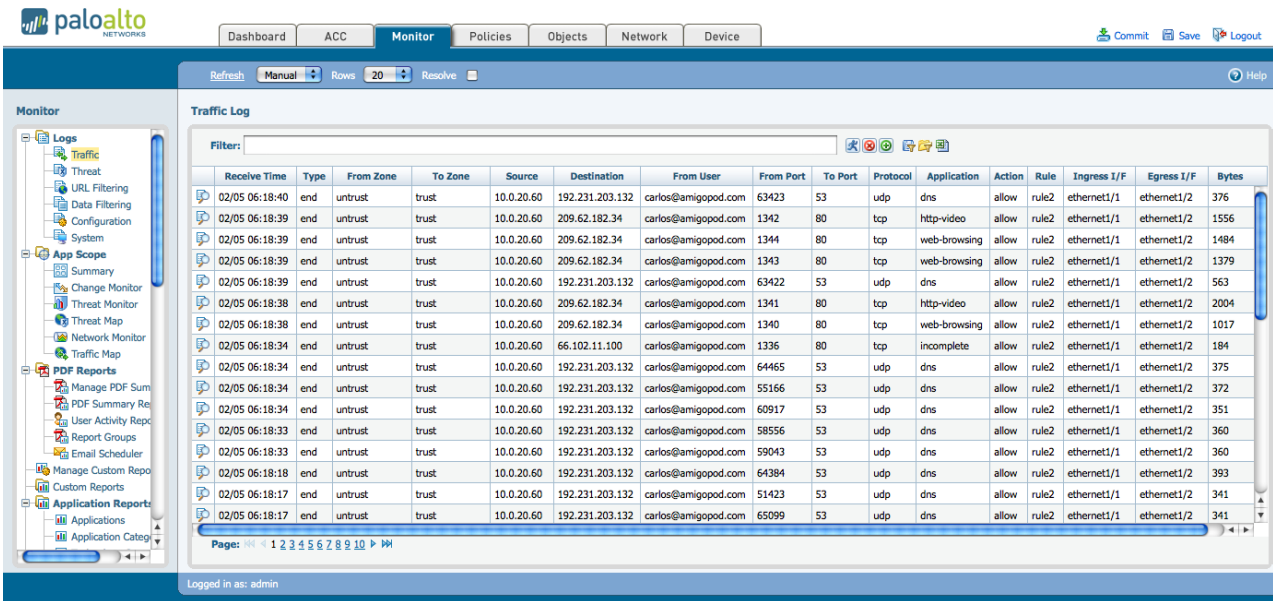 paloalto
NETWORKS
Dashboard ACC Monitor Policies Objects Network Device
Commit Save Logout
Refresh Manual Rows 20 Resolve
Help
Monitor
Logs
Traffic
Threat
URL Filtering
Data Filtering
Configuration
System
App Scope
Summary
Change Monitor
Threat Monitor
Threat Map
Network Monitor
Traffic Map
PDF Reports
Manage PDF Sum
PDF Summary Re
User Activity Repo
Report Groups
Email Scheduler
Manage Custom Repo
Custom Reports
Application Reports
Applications
Application Catego
Traffic Log
Filter:
Receive Time Type From Zone To Zone Source Destination From User From Port To Port Protocol Application Action Rule Ingress I/F Egress I/F Bytes
02/05 06:18:40 end untrust trust 10.0.20.60 192.231.203.132 carlos@amigopod.com 63423 53 udp dns allow rule2 ethernet1/1 ethernet1/2 376
02/05 06:18:39 end untrust trust 10.0.20.60 209.62.182.34 carlos@amigopod.com 1342 80 tcp http-video allow rule2 ethernet1/1 ethernet1/2 1556
02/05 06:18:39 end untrust trust 10.0.20.60 209.62.182.34 carlos@amigopod.com 1344 80 tcp web-browsing allow rule2 ethernet1/1 ethernet1/2 1484
02/05 06:18:39 end untrust trust 10.0.20.60 209.62.182.34 carlos@amigopod.com 1343 80 tcp web-browsing allow rule2 ethernet1/1 ethernet1/2 1379
02/05 06:18:39 end untrust trust 10.0.20.60 192.231.203.132 carlos@amigopod.com 63422 53 udp dns allow rule2 ethernet1/1 ethernet1/2 563
02/05 06:18:38 end untrust trust 10.0.20.60 209.62.182.34 carlos@amigopod.com 1341 80 tcp http-video allow rule2 ethernet1/1 ethernet1/2 2004
02/05 06:18:38 end untrust trust 10.0.20.60 209.62.182.34 carlos@amigopod.com 1340 80 tcp web-browsing allow rule2 ethernet1/1 ethernet1/2 1017
02/05 06:18:34 end untrust trust 10.0.20.60 66.102.11.100 carlos@amigopod.com 1336 80 tcp incomplete allow rule2 ethernet1/1 ethernet1/2 184
02/05 06:18:34 end untrust trust 10.0.20.60 192.231.203.132 carlos@amigopod.com 64465 53 udp dns allow rule2 ethernet1/1 ethernet1/2 375
02/05 06:18:34 end untrust trust 10.0.20.60 192.231.203.132 carlos@amigopod.com 55166 53 udp dns allow rule2 ethernet1/1 ethernet1/2 372
02/05 06:18:34 end untrust trust 10.0.20.60 192.231.203.132 carlos@amigopod.com 60917 53 udp dns allow rule2 ethernet1/1 ethernet1/2 351
02/05 06:18:33 end untrust trust 10.0.20.60 192.231.203.132 carlos@amigopod.com 58556 53 udp dns allow rule2 ethernet1/1 ethernet1/2 360
02/05 06:18:33 end untrust trust 10.0.20.60 192.231.203.132 carlos@amigopod.com 59043 53 udp dns allow rule2 ethernet1/1 ethernet1/2 360
02/05 06:18:18 end untrust trust 10.0.20.60 192.231.203.132 carlos@amigopod.com 64384 53 udp dns allow rule2 ethernet1/1 ethernet1/2 393
02/05 06:18:17 end untrust trust 10.0.20.60 192.231.203.132 carlos@amigopod.com 51423 53 udp dns allow rule2 ethernet1/1 ethernet1/2 341
02/05 06:18:17 end untrust trust 10.0.20.60 192.231.203.132 carlos@amigopod.com 65099 53 udp dns allow rule2 ethernet1/1 ethernet1/2 341
Page: 1 2 3 4 5 6 7 8 9 10
Logged in as: admin